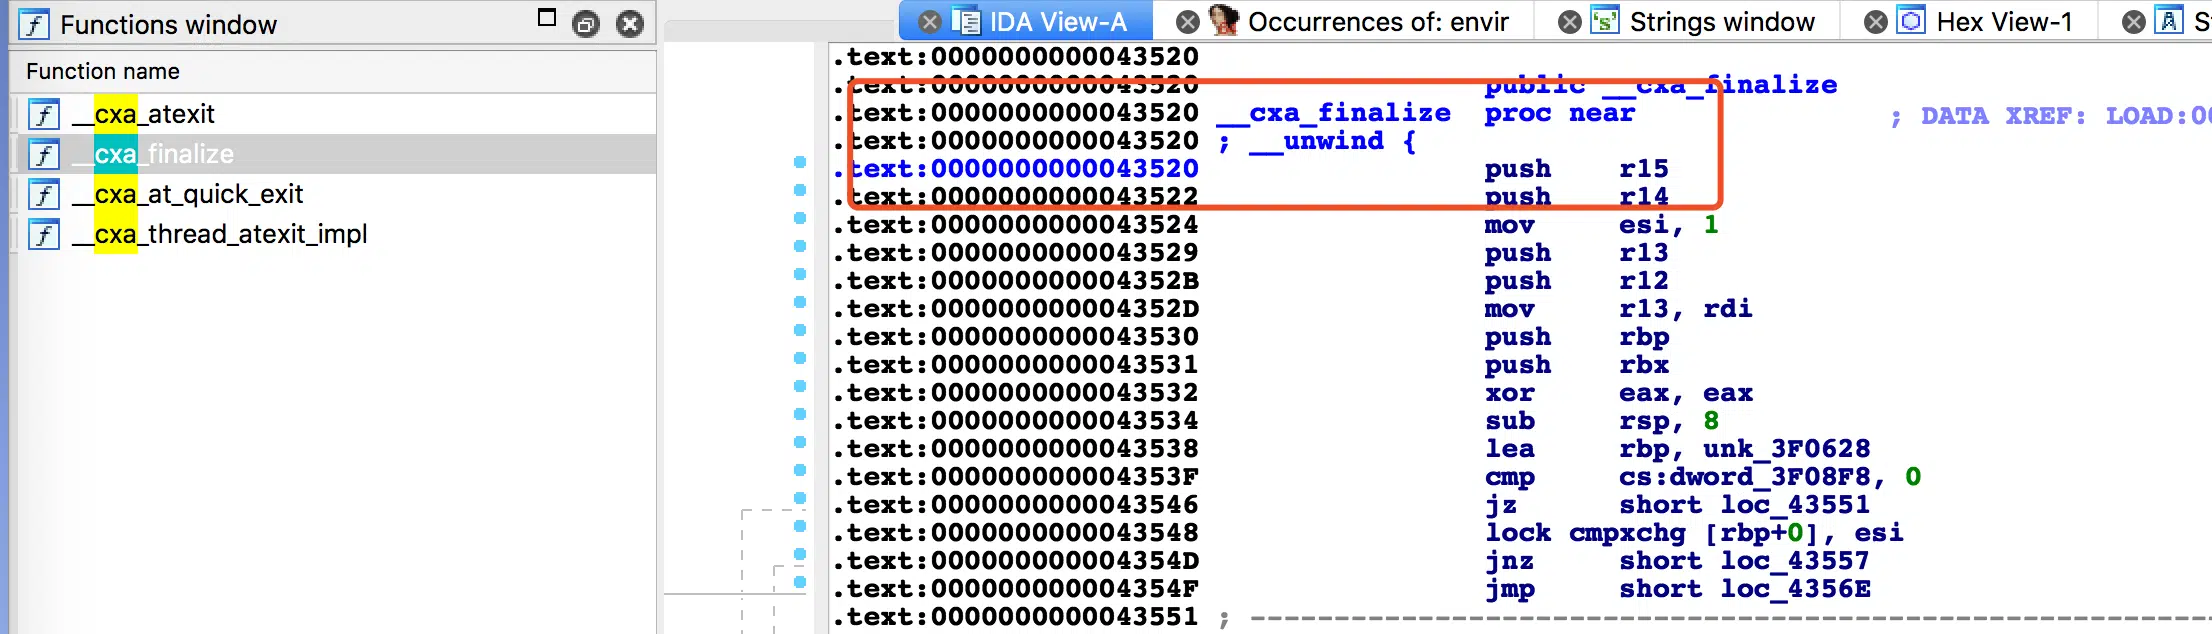 Functions window
Function name
__cxa_atexit
__cxa_finalize
__cxa_at_quick_exit
__cxa_thread_atexit_impl
IDA View-A Occurrences of: envir Strings window Hex View-1
.text:0000000000043520
.text:0000000000043520 public __cxa_finalize
.text:0000000000043520 __cxa_finalize proc near ; DATA XREF: LOAD:00
.text:0000000000043520 ; __unwind {
.text:0000000000043520 push r15
.text:0000000000043522 push r14
.text:0000000000043524 mov esi, 1
.text:0000000000043529 push r13
.text:000000000004352B push r12
.text:000000000004352D mov r13, rdi
.text:0000000000043530 push rbp
.text:0000000000043531 push rbx
.text:0000000000043532 xor eax, eax
.text:0000000000043534 sub rsp, 8
.text:0000000000043538 lea rbp, unk_3F0628
.text:000000000004353F cmp cs:dword_3F08F8, 0
.text:0000000000043546 jz short loc_43551
.text:0000000000043548 lock cmpxchg [rbp+0], esi
.text:000000000004354D jnz short loc_43557
.text:000000000004354F jmp short loc_4356E
.text:0000000000043551 ; ---------------------------------------------------------